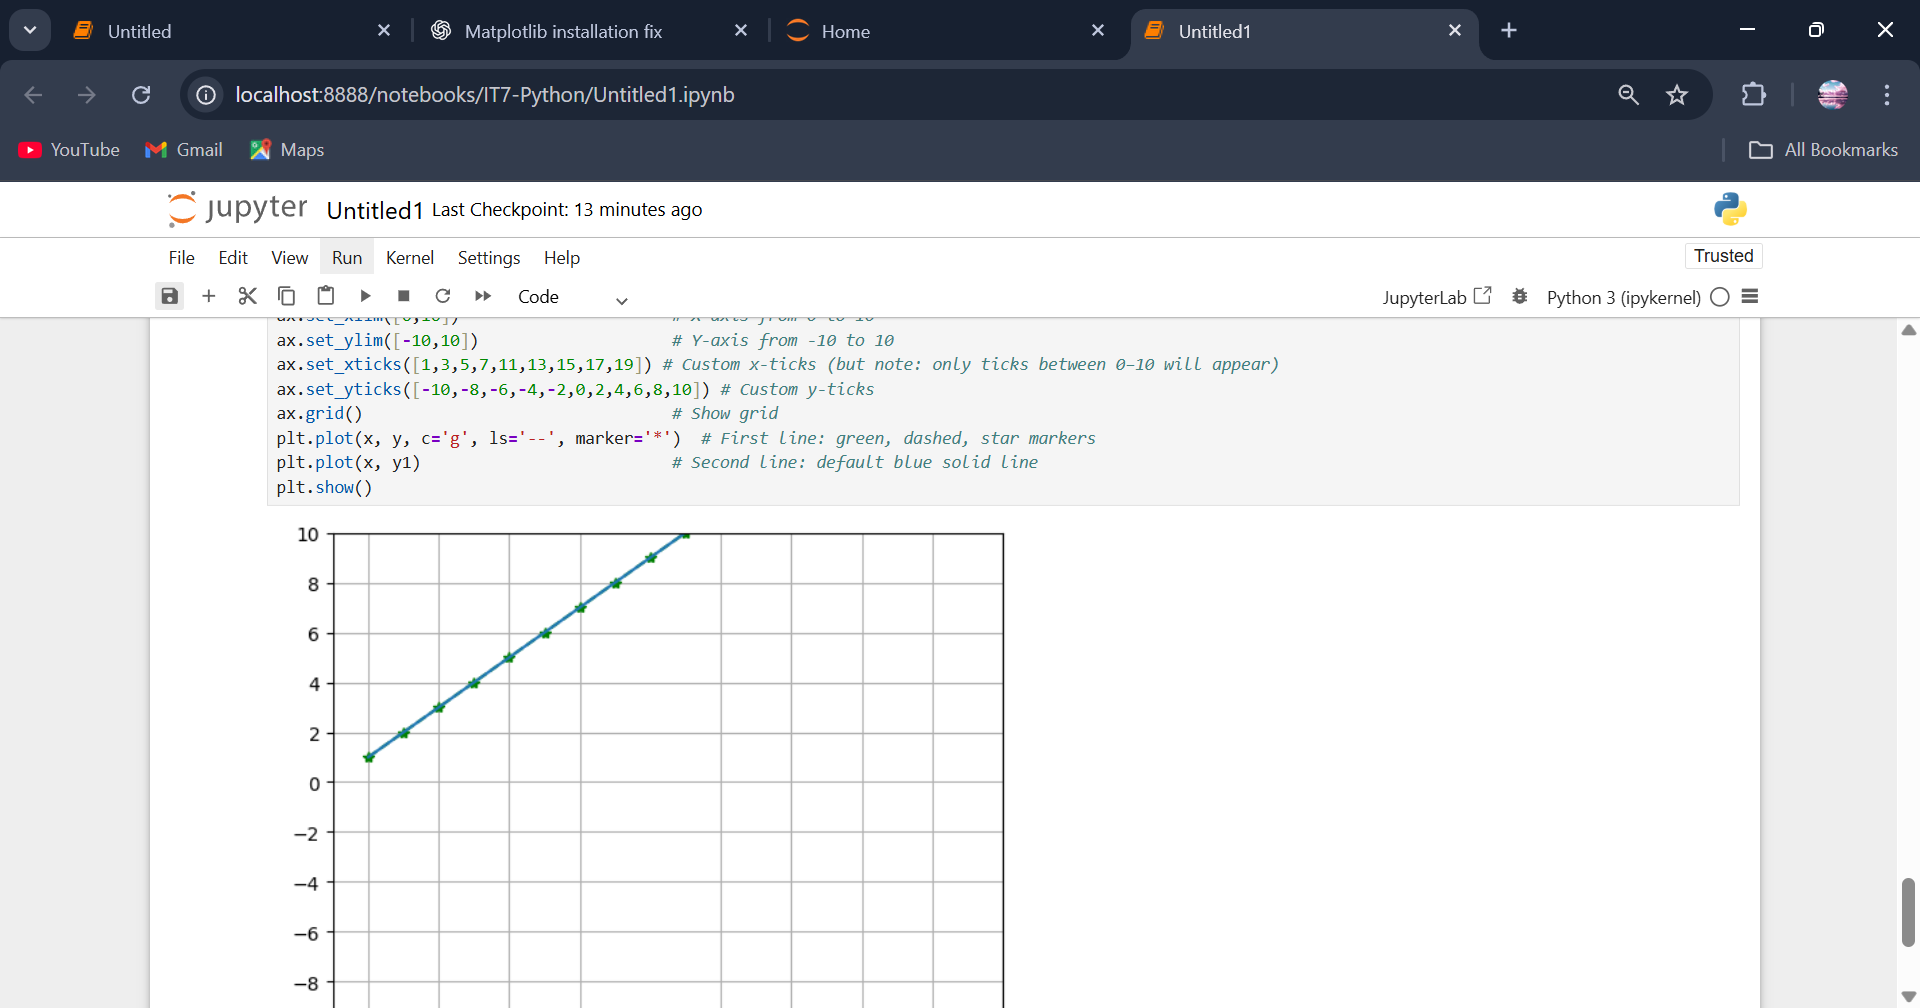 Untitled
Matplotlib installation fix
Home
Untitled1
localhost:8888/notebooks/IT7-Python/Untitled1.ipynb
YouTube
Gmail
Maps
All Bookmarks
jupyter Untitled1 Last Checkpoint: 13 minutes ago
File Edit View Run Kernel Settings Help
Trusted
Code
JupyterLab
Python 3 (ipykernel)
ax.set_ylim([-10,10]) # Y-axis from -10 to 10
ax.set_xticks([1,3,5,7,11,13,15,17,19]) # Custom x-ticks (but note: only ticks between 0–10 will appear)
ax.set_yticks([-10,-8,-6,-4,-2,0,2,4,6,8,10]) # Custom y-ticks
ax.grid() # Show grid
plt.plot(x, y, c='g', ls='--', marker='*') # First line: green, dashed, star markers
plt.plot(x, y1) # Second line: default blue solid line
plt.show()
10
8
6
4
2
0
−2
−4
−6
−8